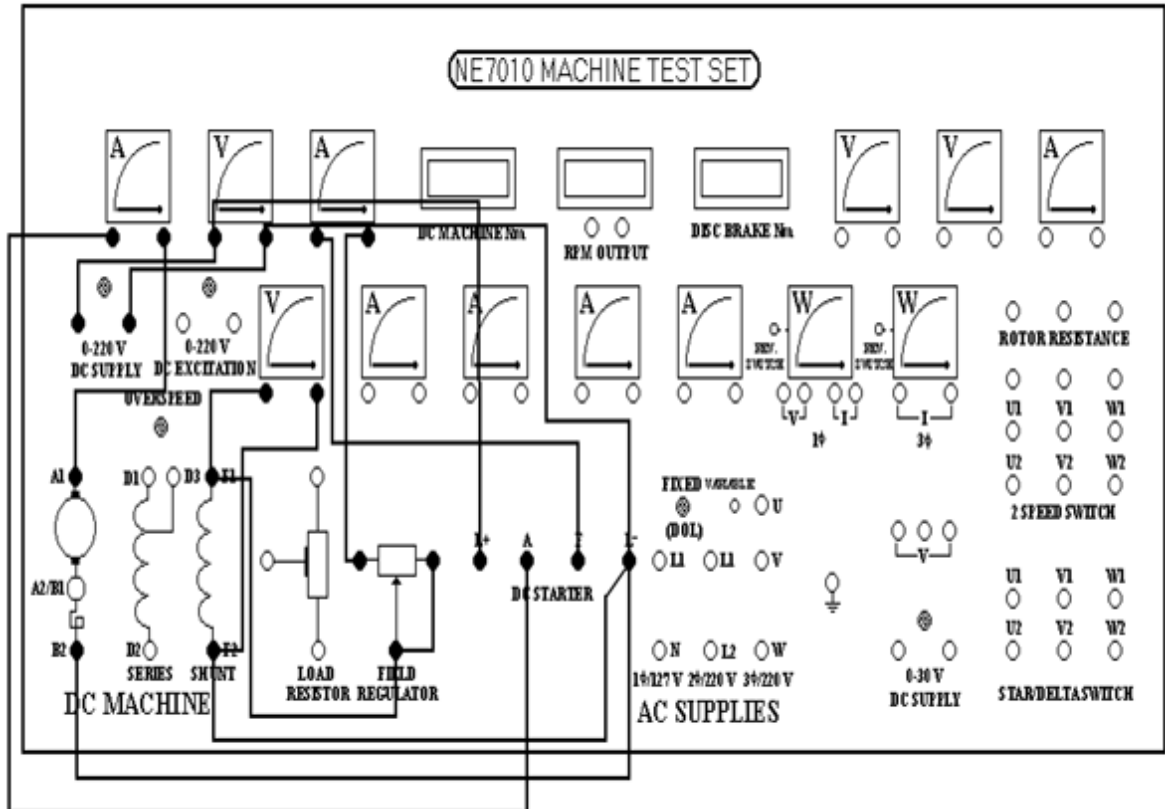 NE7010 MACHINE TEST SET
A V A V V A
DC MACHINE Nm
RPM OUTPUT
DISC BRAKE Nm
V A A A A W W
0-220 V
DC SUPPLY
0-220 V
DC EXCITATION
OVERSPEED
REV. SWITCH
REV. SWITCH
V I
1ϕ
I
3ϕ
ROTOR RESISTANCE
U1 V1 W1
U2 V2 W2
2 SPEED SWITCH
A1 D1 D3
A2/B1
B2 D2
SERIES SHUNT
DC MACHINE
LOAD
RESISTOR
FIELD
REGULATOR
A L-
DC STARTER
FIXED VARIABLE
(DOL)
U
L1 L1 V
N L2 W
1ϕ/127 V 2ϕ/220 V 3ϕ/220 V
AC SUPPLIES
V
0-30 V
DC SUPPLY
U1 V1 W1
U2 V2 W2
STAR/DELTA SWITCH